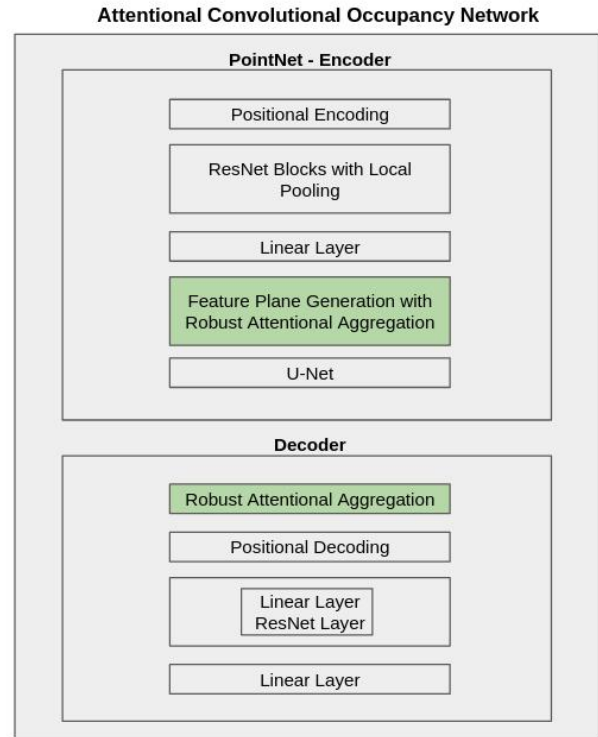 Attentional Convolutional Occupancy Network
PointNet - Encoder
Positional Encoding
ResNet Blocks with Local
Pooling
Linear Layer
Feature Plane Generation with
Robust Attentional Aggregation
U-Net
Decoder
Robust Attentional Aggregation
Positional Decoding
Linear Layer
ResNet Layer
Linear Layer